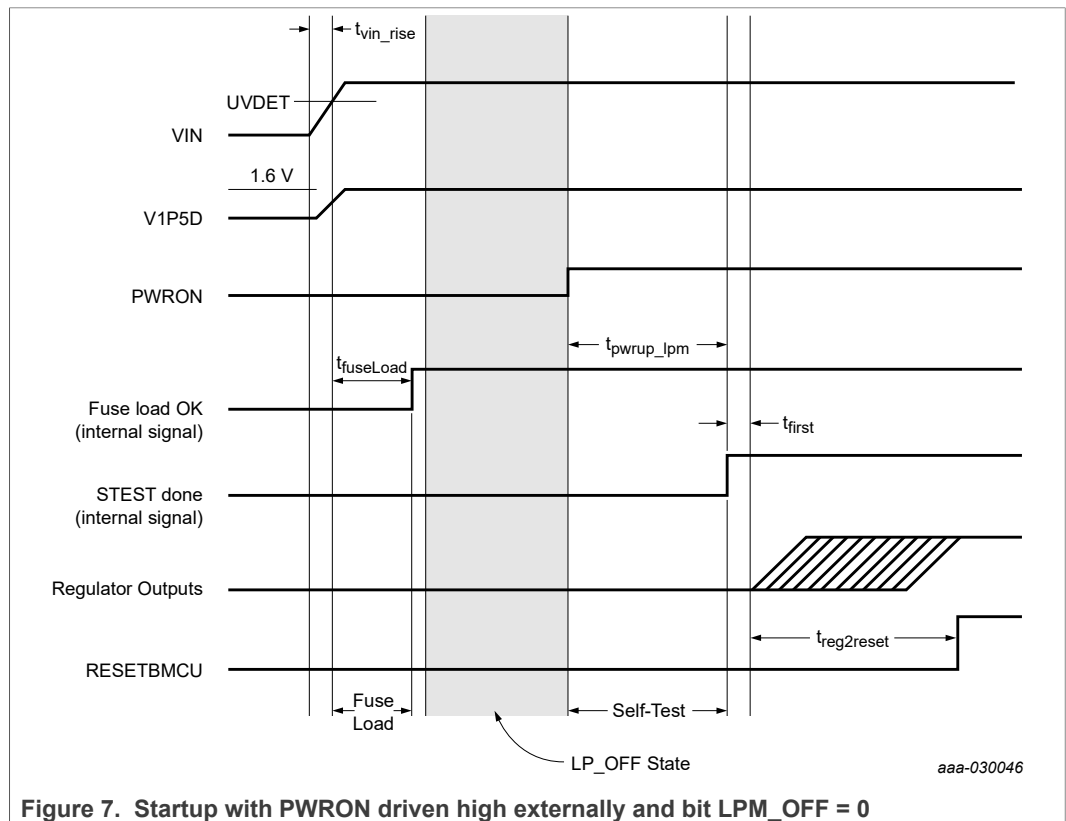 tvin_rise
UVDET
VIN
1.6 V
V1P5D
PWRON
tpwrup_lpm
tfuseLoad
Fuse load OK
(internal signal)
tfirst
STEST done
(internal signal)
Regulator Outputs
treg2reset
RESETBMCU
Fuse
Load
Self-Test
LP_OFF State
aaa-030046
Figure 7. Startup with PWRON driven high externally and bit LPM_OFF = 0